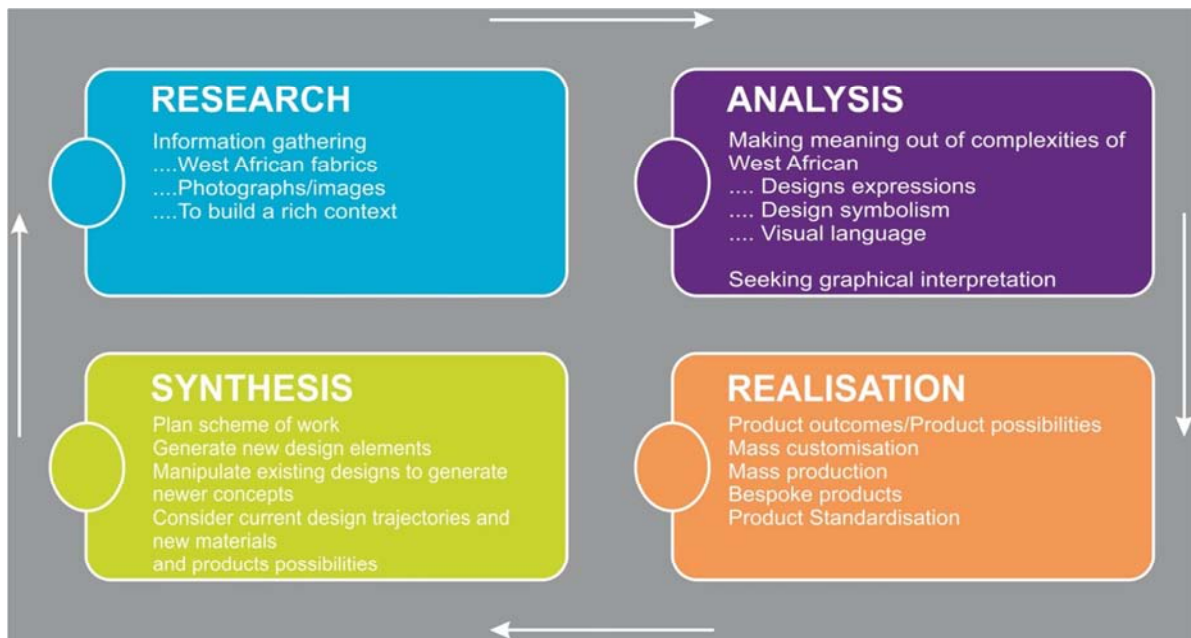 RESEARCH
Information gathering
....West African fabrics
....Photographs/images
....To build a rich context
ANALYSIS
Making meaning out of complexities of
West African
.... Designs expressions
.... Design symbolism
.... Visual language
Seeking graphical interpretation
SYNTHESIS
Plan scheme of work
Generate new design elements
Manipulate existing designs to generate
newer concepts
Consider current design trajectories and
new materials
and products possibilities
REALISATION
Product outcomes/Product possibilities
Mass customisation
Mass production
Bespoke products
Product Standardisation